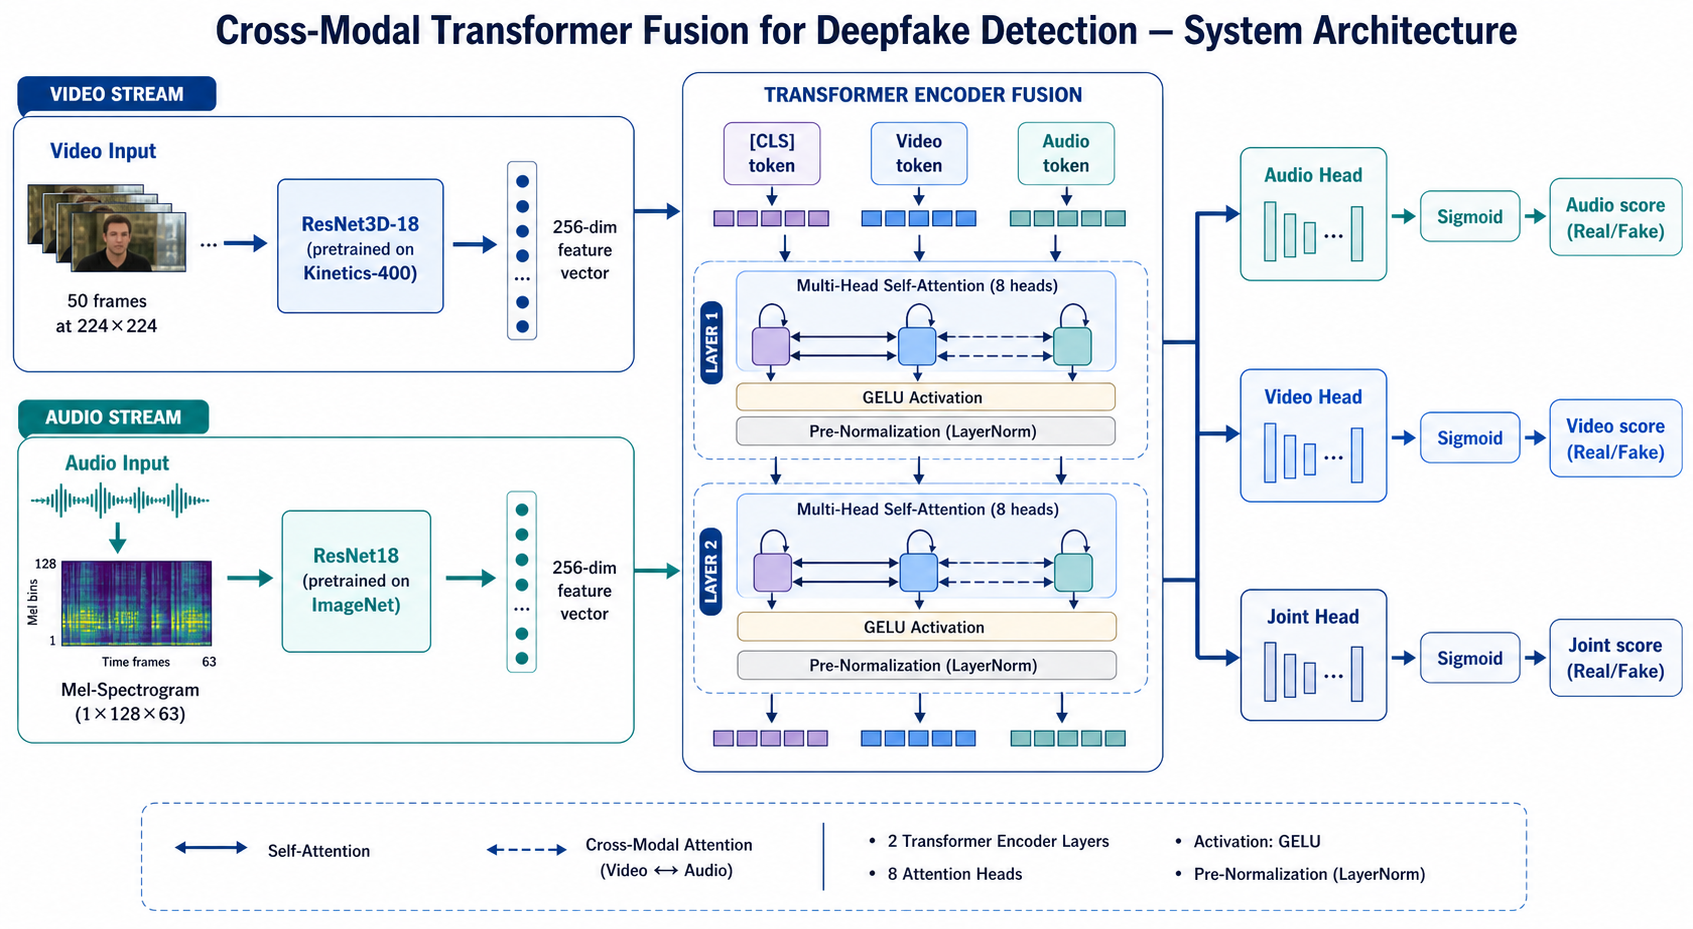 Cross-Modal Transformer Fusion for Deepfake Detection – System Architecture
VIDEO STREAM
Video Input
...
50 frames
at 224×224
ResNet3D-18
(pretrained on
Kinetics-400)
...
256-dim
feature
vector
AUDIO STREAM
Audio Input
128
Mel bins
1
Time frames 63
Mel-Spectrogram
(1×128×63)
ResNet18
(pretrained on
ImageNet)
...
256-dim
feature
vector
TRANSFORMER ENCODER FUSION
[CLS]
token
Video
token
Audio
token
LAYER 1
Multi-Head Self-Attention (8 heads)
GELU Activation
Pre-Normalization (LayerNorm)
LAYER 2
Multi-Head Self-Attention (8 heads)
GELU Activation
Pre-Normalization (LayerNorm)
Audio Head
...
Sigmoid
Audio score
(Real/Fake)
Video Head
...
Sigmoid
Video score
(Real/Fake)
Joint Head
...
Sigmoid
Joint score
(Real/Fake)
Self-Attention
Cross-Modal Attention
(Video ↔ Audio)
• 2 Transformer Encoder Layers
• 8 Attention Heads
• Activation: GELU
• Pre-Normalization (LayerNorm)